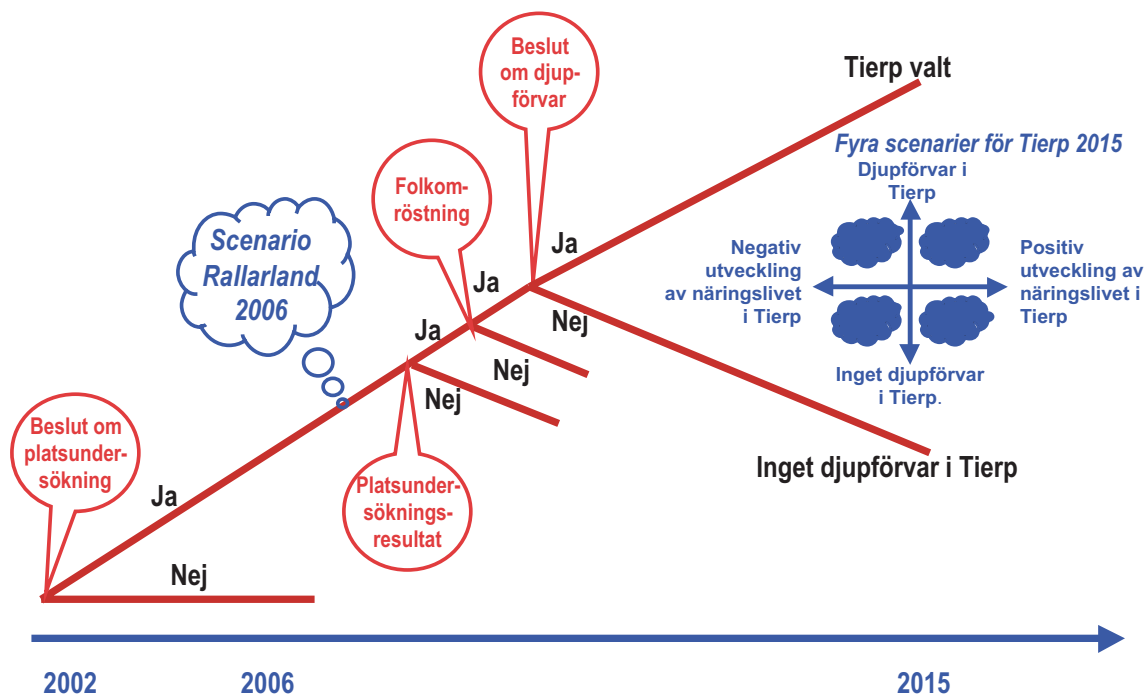 Beslut
om djup-
förvar
Tierp valt
Folkom-
röstning
Fyra scenarier för Tierp 2015
Djupförvar i
Tierp
Negativ
utveckling
av näringslivet
i Tierp
Positiv
utveckling av
näringslivet i
Tierp
Inget djupförvar
i Tierp.
Scenario
Rallarland
2006
Ja
Ja
Ja
Nej
Nej
Nej
Beslut om
platsunder-
sökning
Ja
Platsunder-
söknings-
resultat
Inget djupförvar i Tierp
Nej
2002
2006
2015